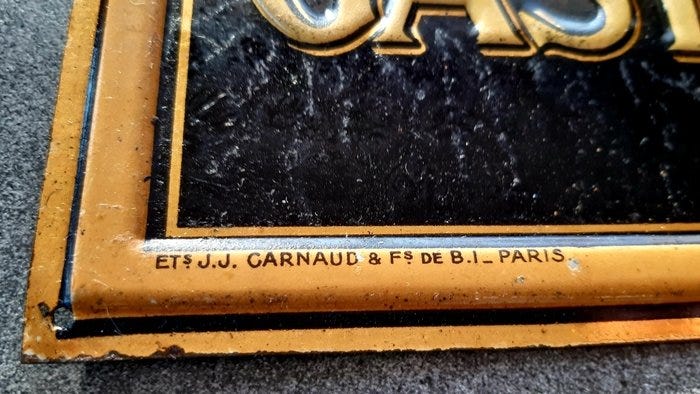 ETS J.J. CARNAUD & FS DE B.I_ PARIS.